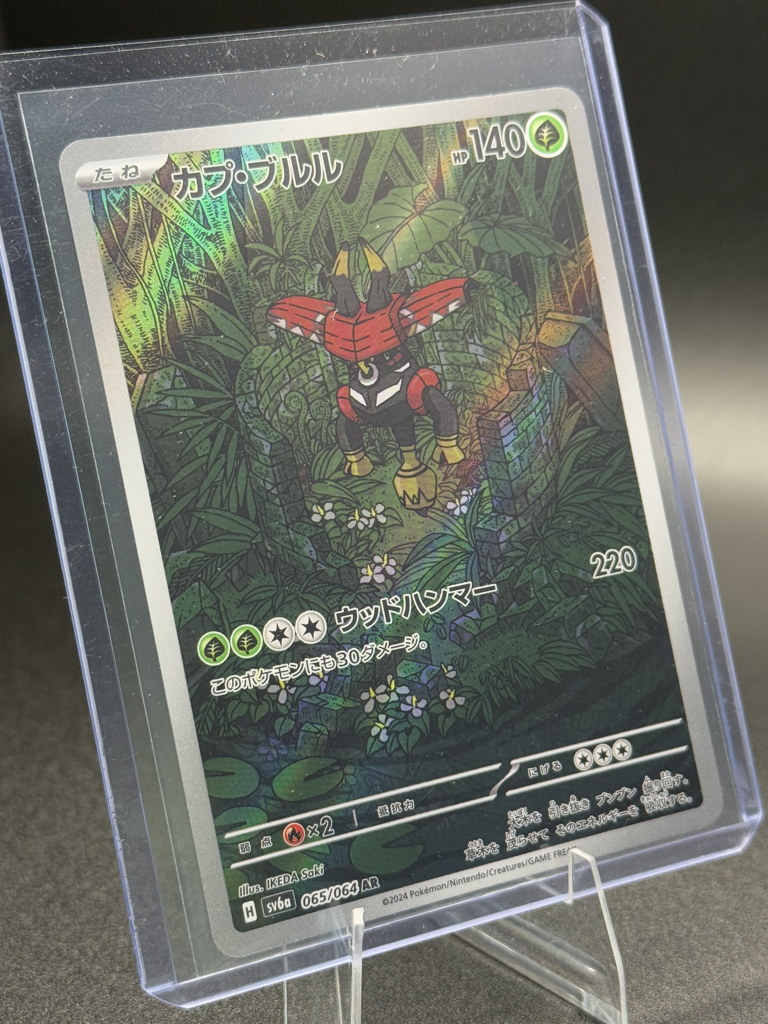 たね カプ・ブルル HP140
ウッドハンマー 220
このポケモンにも30ダメージ。
弱点 ×2 抵抗力 にげる
大木を 引き抜き ブンブン 振り回す。
草木を 茂らせて そのエネルギーを 吸収する。
Illus. IKEDA Saki
H sv6a 065/064 AR
©2024 Pokémon/Nintendo/Creatures/GAME FREAK